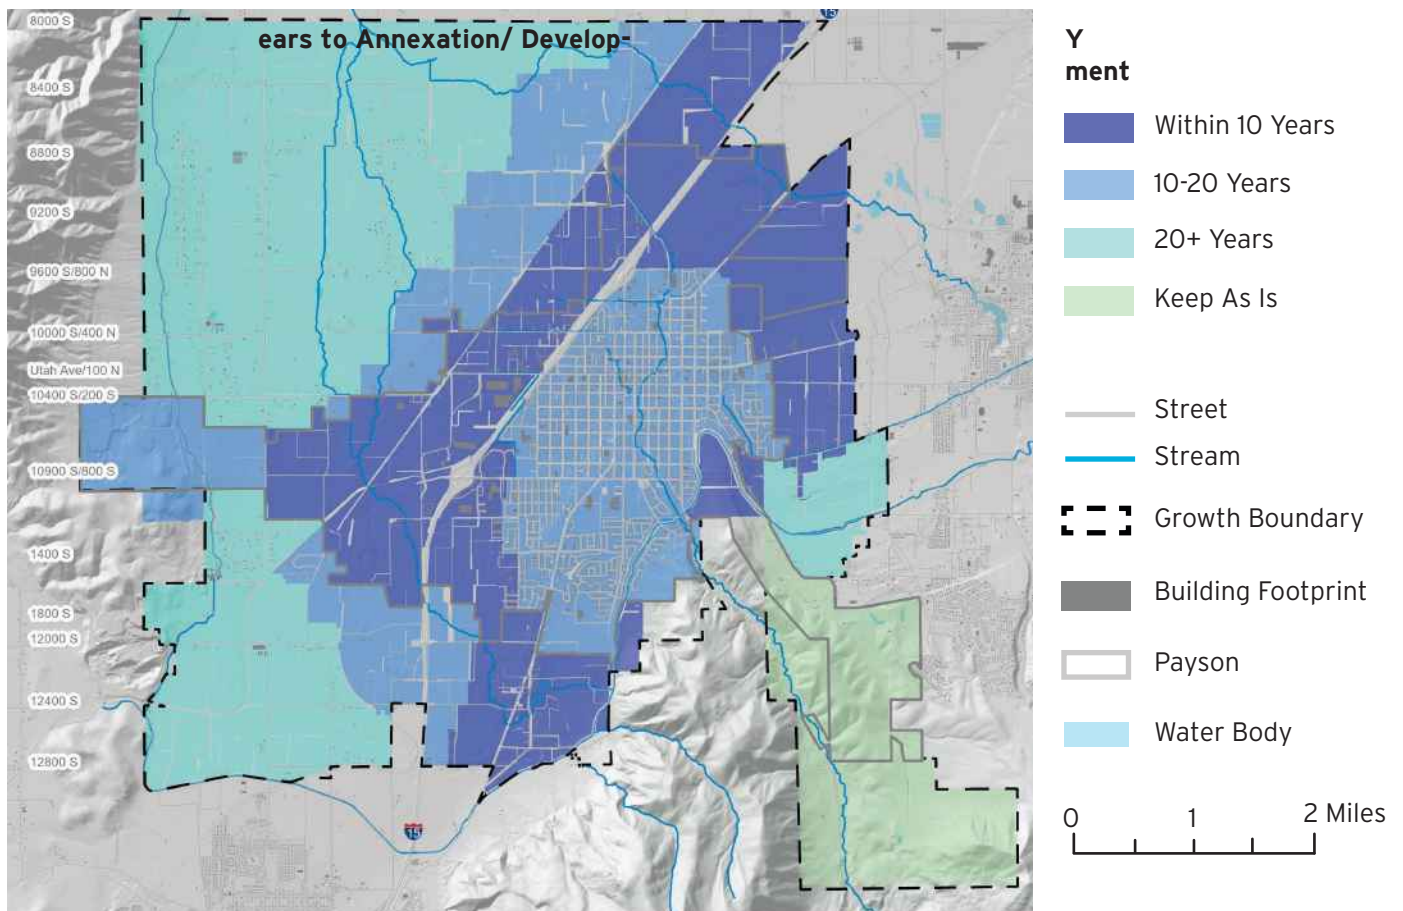 15
8000 S
ears to Annexation/ Develop-
8400 S
8800 S
9200 S
9600 S/800 N
10000 S/400 N
Utah Ave/100 N
10400 S/200 S
10900 S/800 S
1400 S
1800 S
12000 S
12400 S
12800 S
15
Y
ment
Within 10 Years
10-20 Years
20+ Years
Keep As Is
Street
Stream
Growth Boundary
Building Footprint
Payson
Water Body
0 1 2 Miles